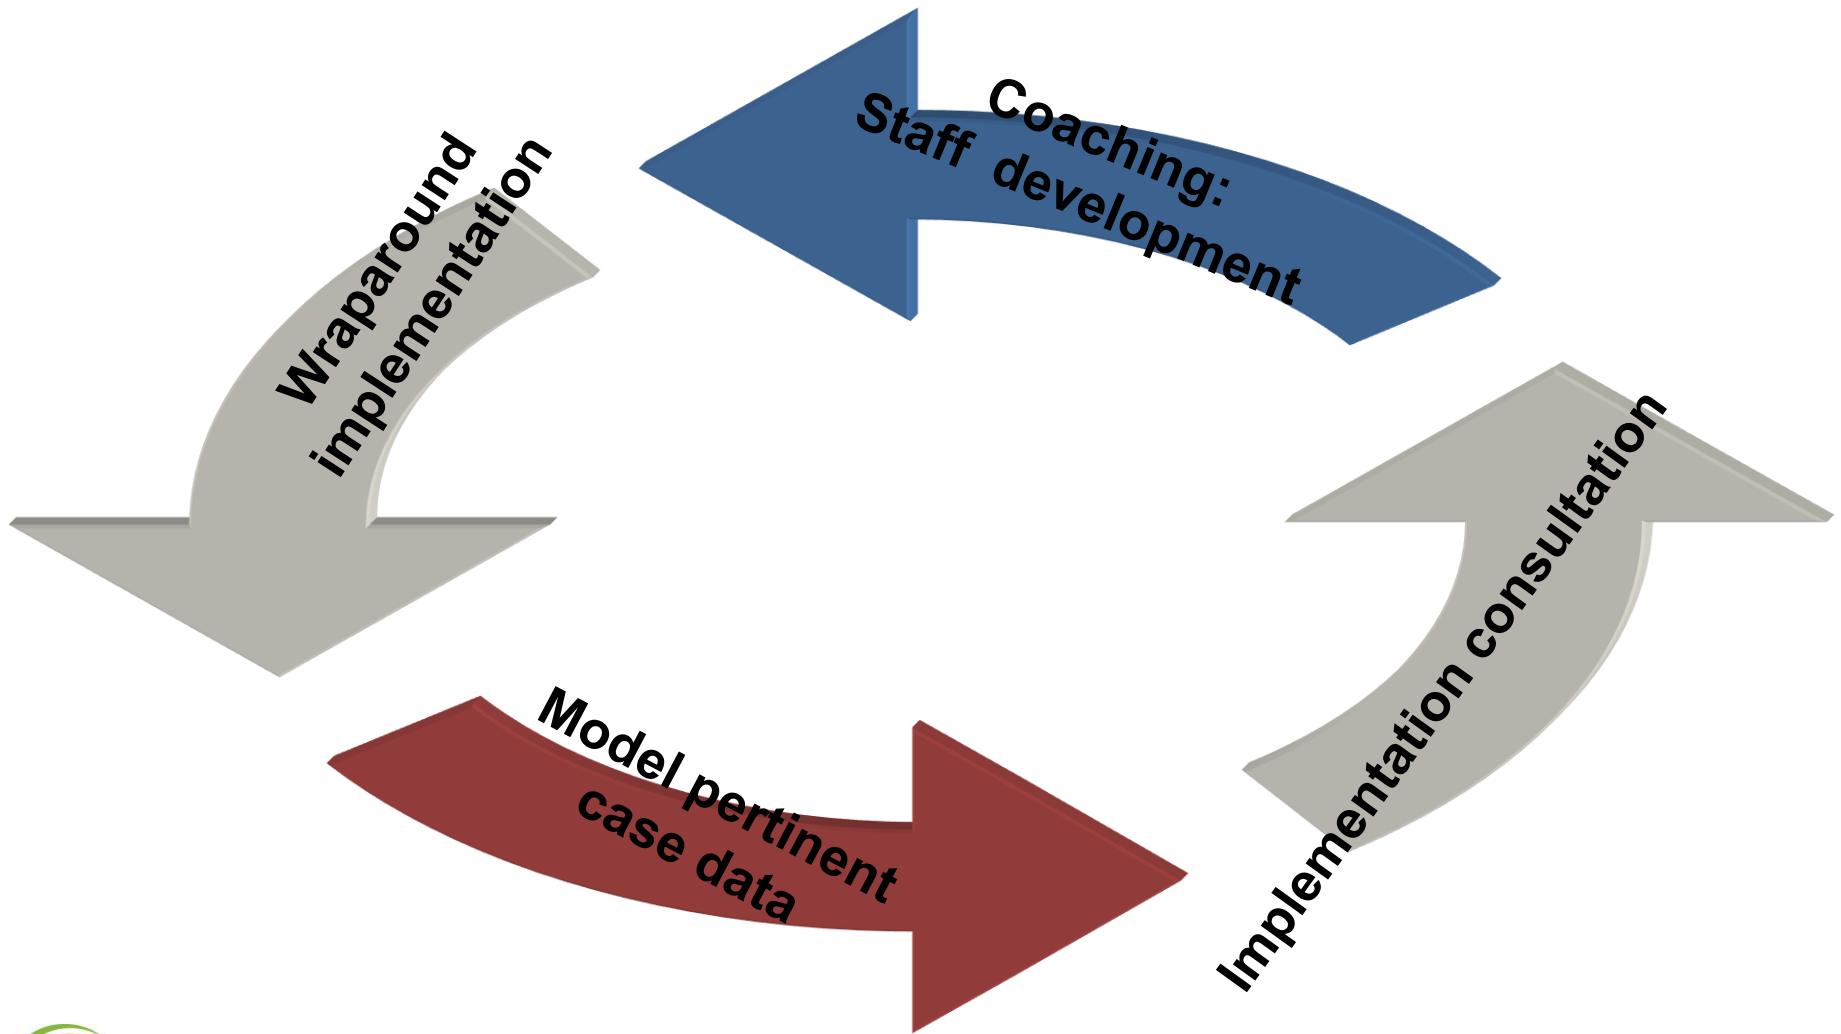 Coaching:
Staff development
Wraparound
implementation
Implementation consultation
Model pertinent
case data